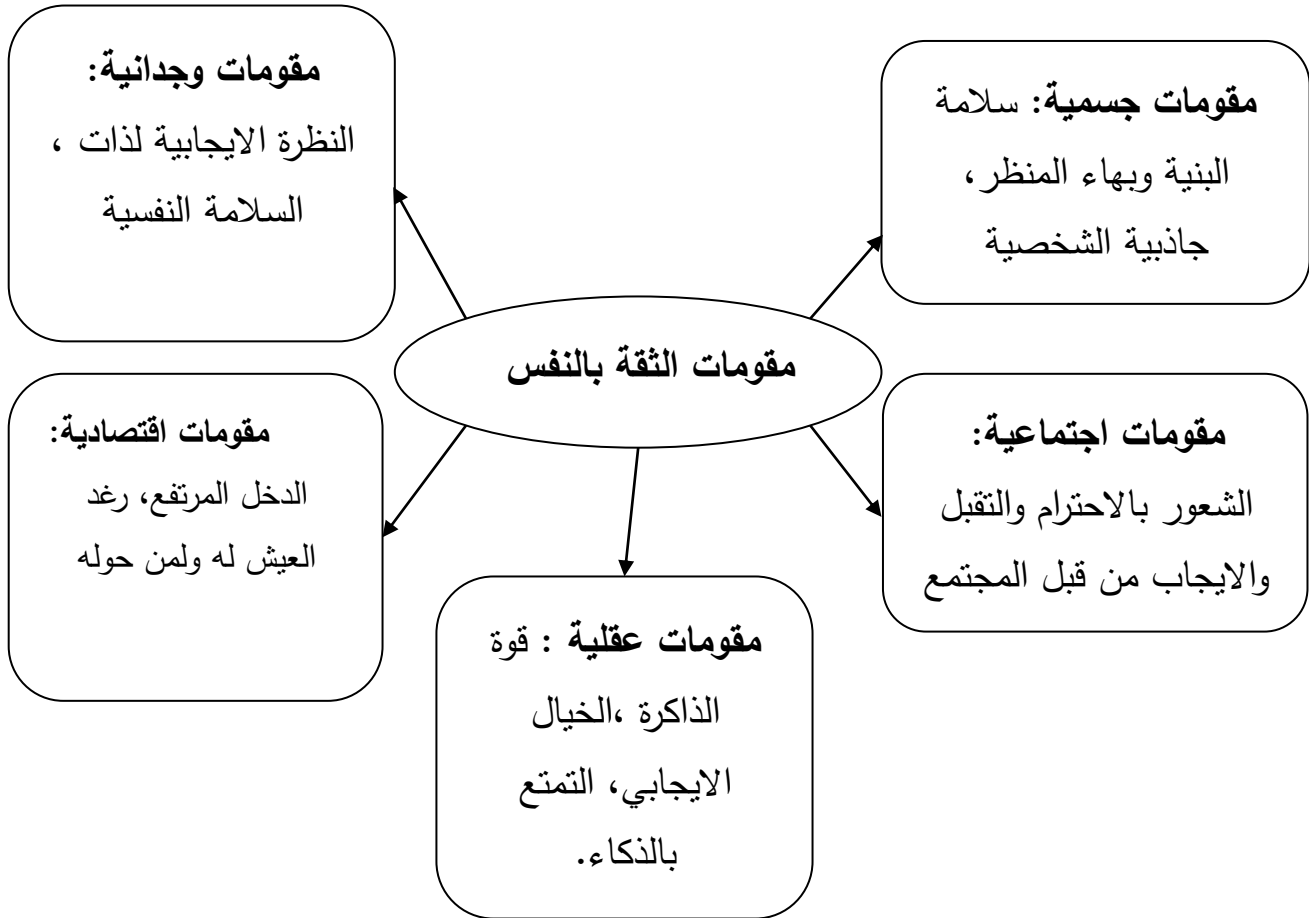 مقومات جسمية: سلامة
البنية وبهاء المنظر،
جاذبية الشخصية
مقومات وجدانية:
النظرة الايجابية لذات ،
السلامة النفسية
مقومات الثقة بالنفس
مقومات اجتماعية:
الشعور بالاحترام والتقبل
والايجاب من قبل المجتمع
مقومات اقتصادية:
الدخل المرتفع، رغد
العيش له ولمن حوله
مقومات عقلية : قوة
الذاكرة ،الخيال
الايجابي، التمتع
بالذكاء.